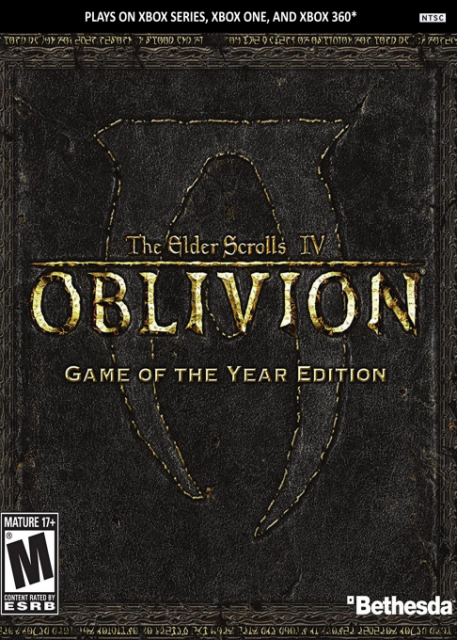 PLAYS ON XBOX SERIES, XBOX ONE, AND XBOX 360*
NTSC
The Elder Scrolls IV
OBLIVION
GAME OF THE YEAR EDITION
MATURE 17+
M
®
CONTENT RATED BY
ESRB
Bethesda